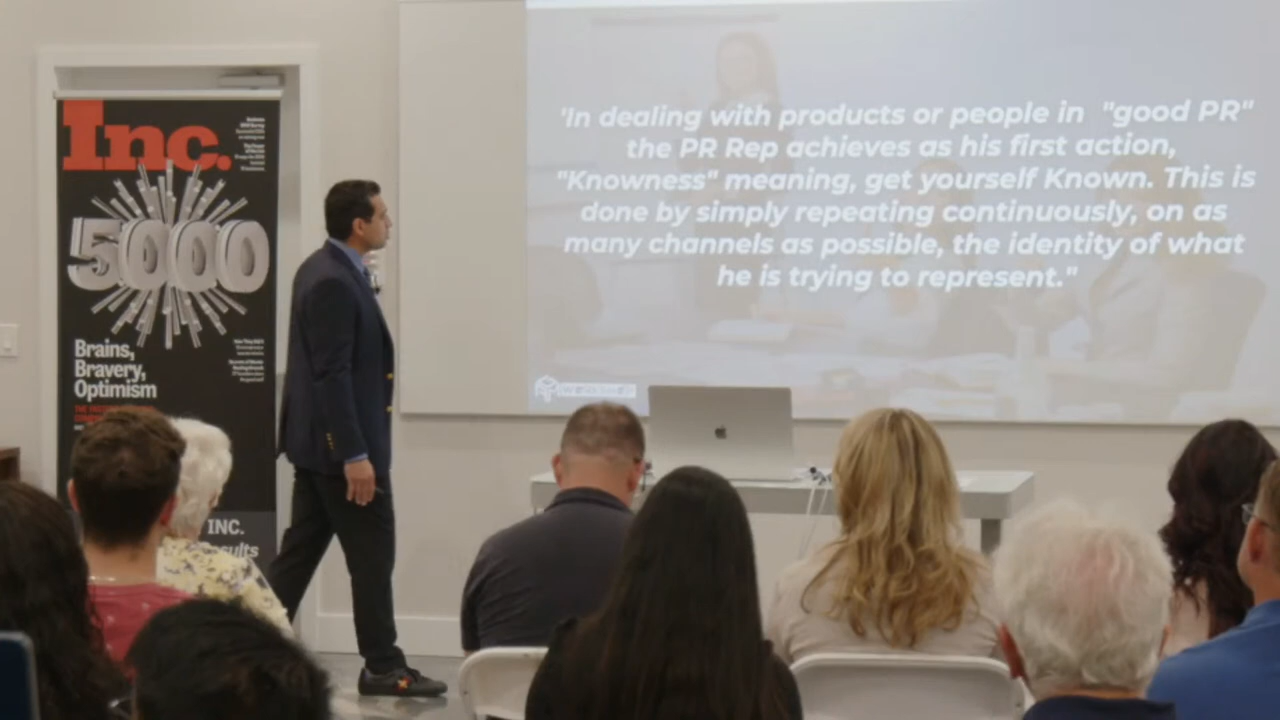 Inc.
5000
Brains,
Bravery,
Optimism
INC.
'In dealing with products or people in "good PR"
the PR Rep achieves as his first action,
"Knowness" meaning, get yourself Known. This is
done by simply repeating continuously, on as
many channels as possible, the identity of what
he is trying to represent."